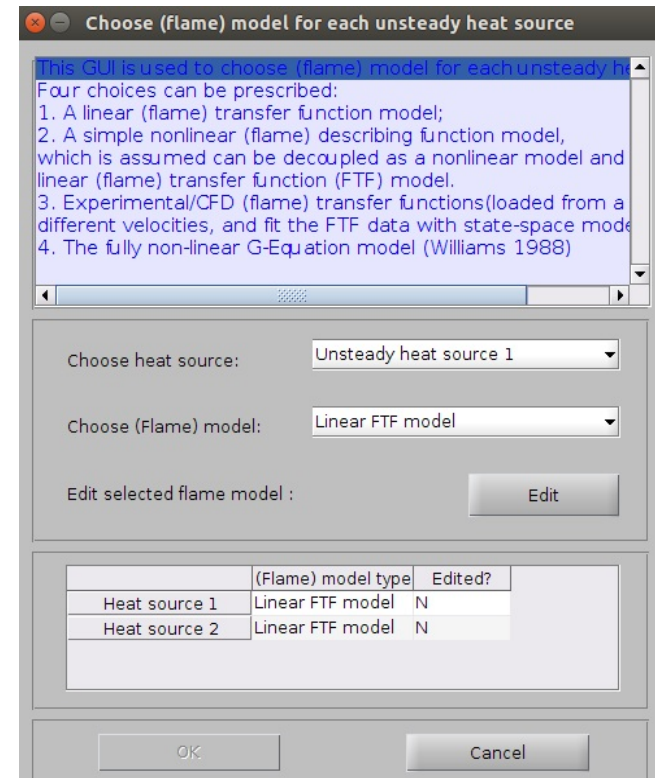 Choose (flame) model for each unsteady heat source
This GUI is used to choose (flame) model for each unsteady he
Four choices can be prescribed:
1. A linear (flame) transfer function model;
2. A simple nonlinear (flame) describing function model,
which is assumed can be decoupled as a nonlinear model and
linear (flame) transfer function (FTF) model.
3. Experimental/CFD (flame) transfer functions(loaded from a
different velocities, and fit the FTF data with state-space mode
4. The fully non-linear G-Equation model (Williams 1988)
Choose heat source: Unsteady heat source 1
Choose (Flame) model: Linear FTF model
Edit selected flame model : Edit
(Flame) model type Edited?
Heat source 1 Linear FTF model N
Heat source 2 Linear FTF model N
OK Cancel